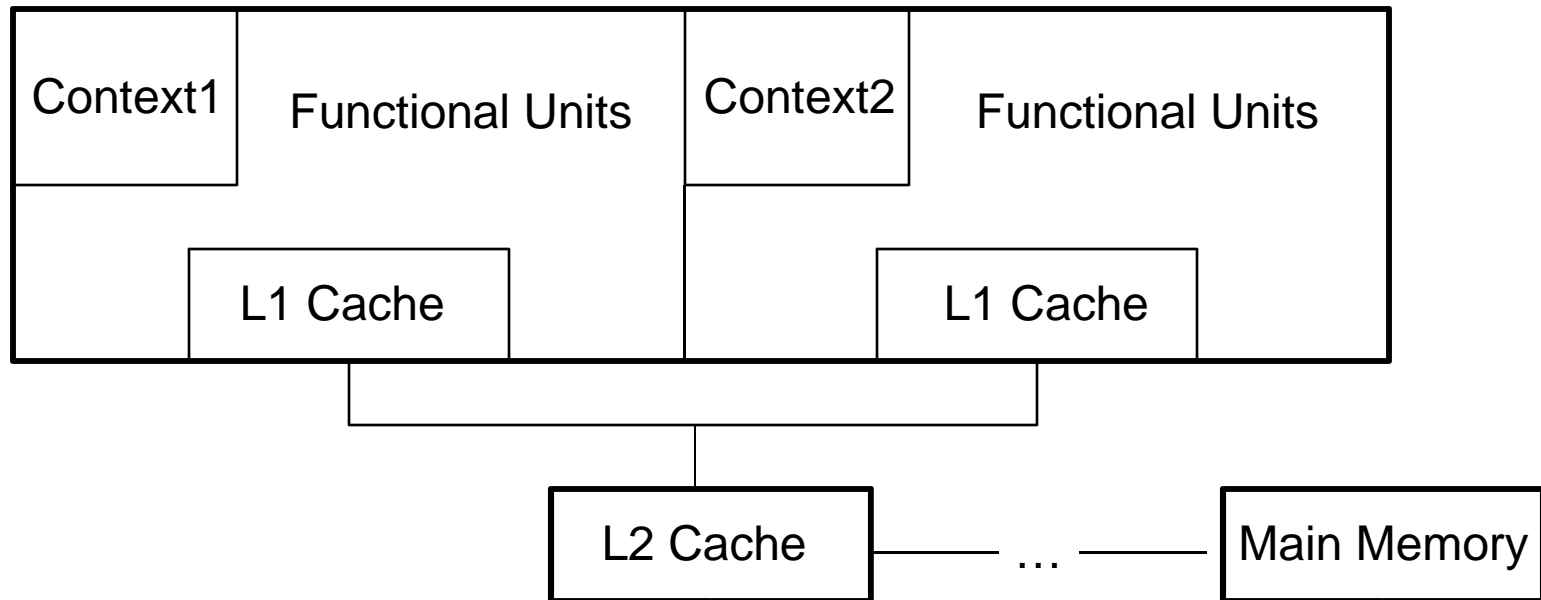 Context1
Functional Units
Context2
Functional Units
L1 Cache
L1 Cache
L2 Cache
...
Main Memory